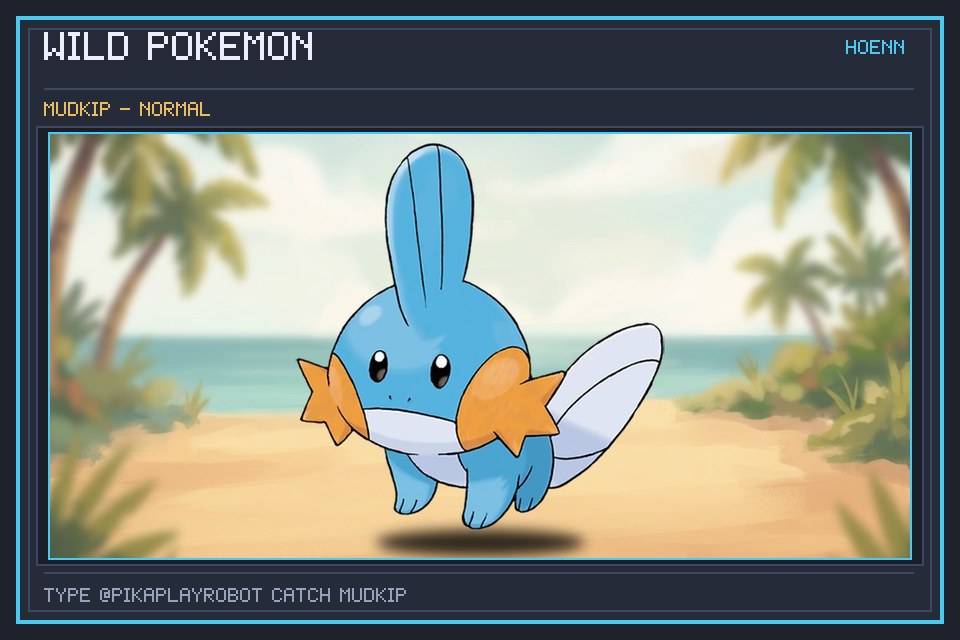 WILD POKEMON
HOENN
MUDKIP - NORMAL
TYPE @PIKAPLAYROBOT CATCH MUDKIP